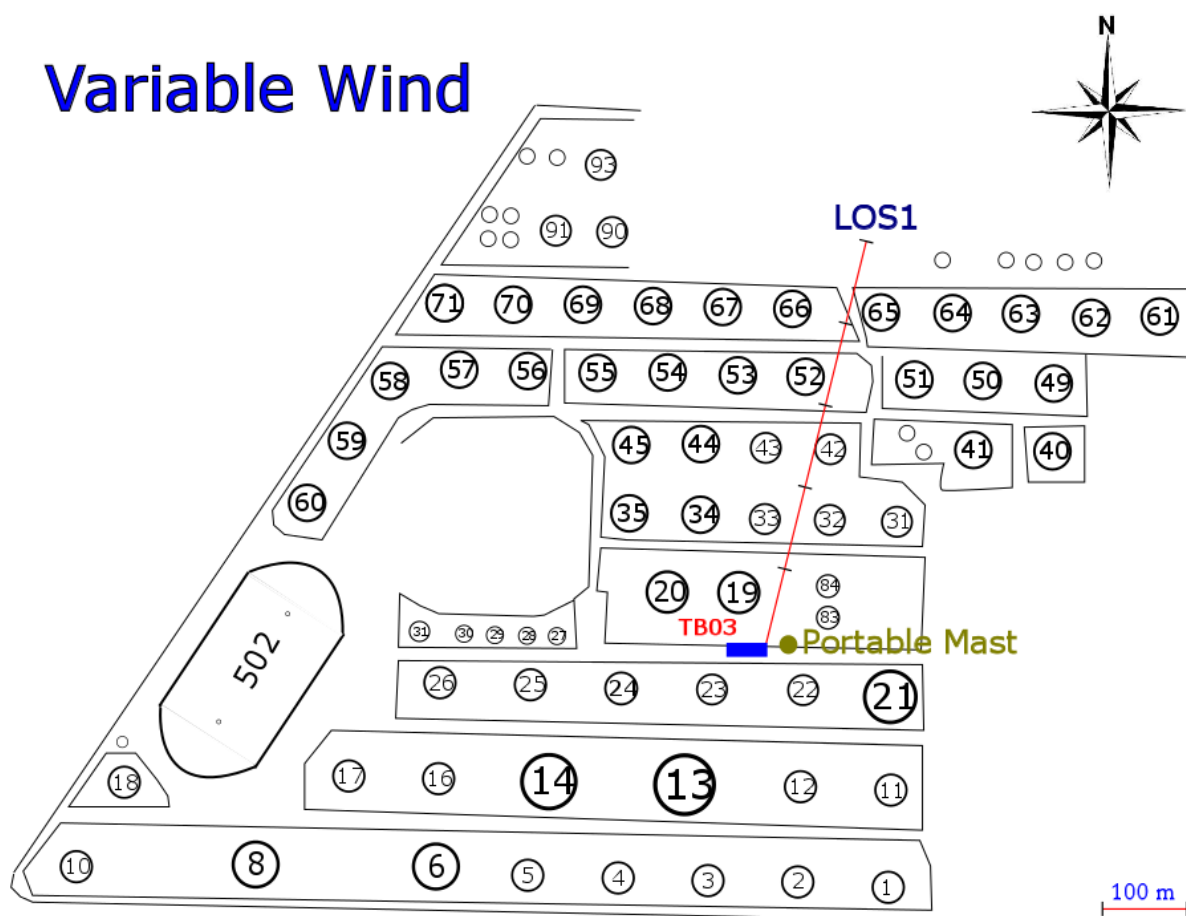 N
Variable Wind
93
91 90
LOS1
71 70 69 68 67 66 65 64 63 62 61
58 57 56 55 54 53 52 51 50 49
59 45 44 43 42 41 40
60 35 34 33 32 31
20 19 84
83
31 30 29 28 27 TB03 Portable Mast
502
26 25 24 23 22 21
18 17 16 14 13 12 11
10 8 6 5 4 3 2 1
100 m